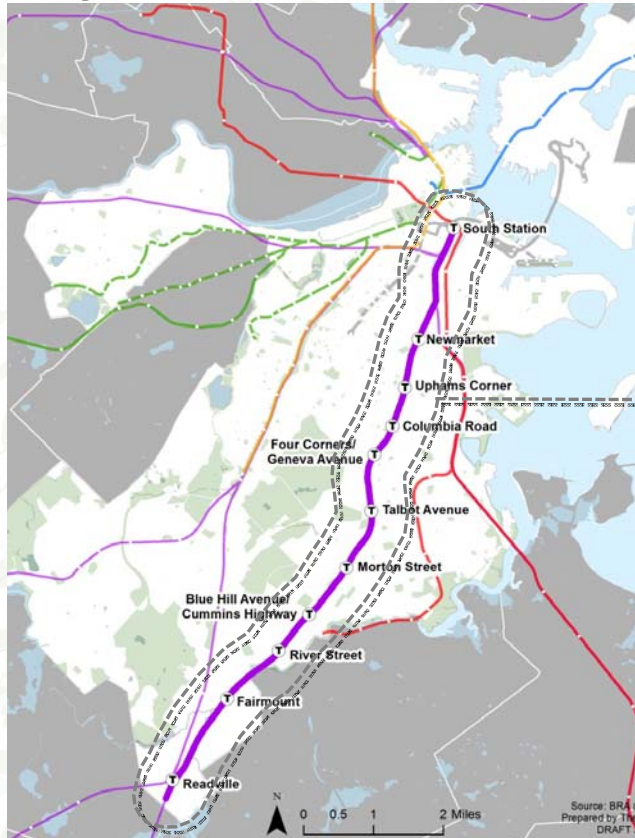 South Station
Newmarket
Uphams Corner
Columbia Road
Four Corners/
Geneva Avenue
Talbot Avenue
Morton Street
Blue Hill Avenue/
Cummins Highway
River Street
Fairmount
Readville
N
0 0.5 1 2 Miles
Source: BRA
Prepared by
DRAFT